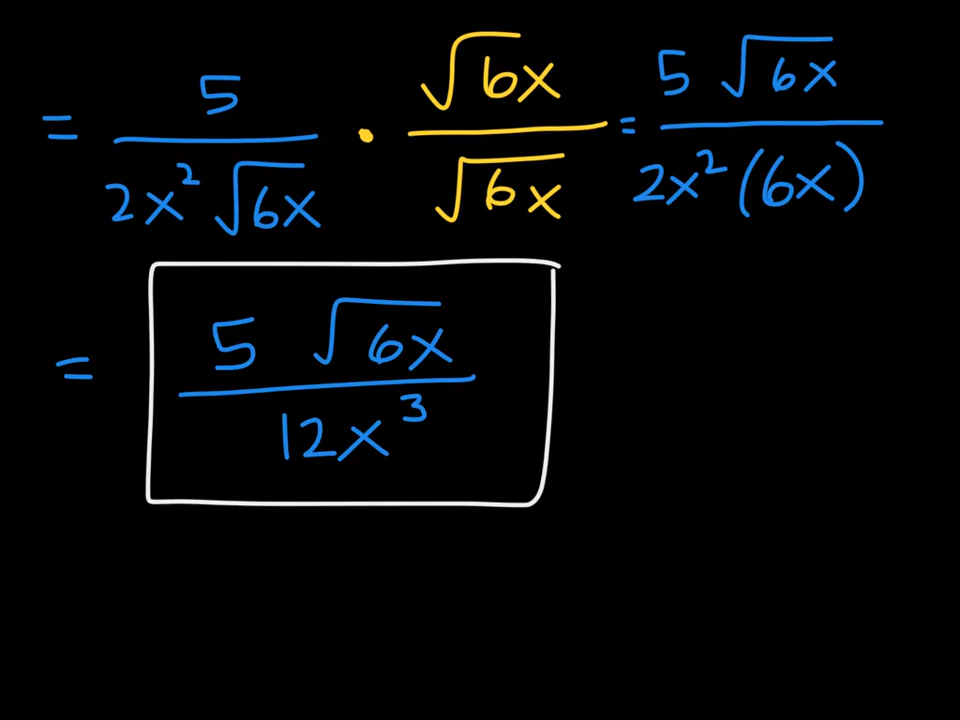 = 5 / (2x² √6x) · √6x / √6x = 5 √6x / (2x² (6x))
= 5 √6x / (12x³)